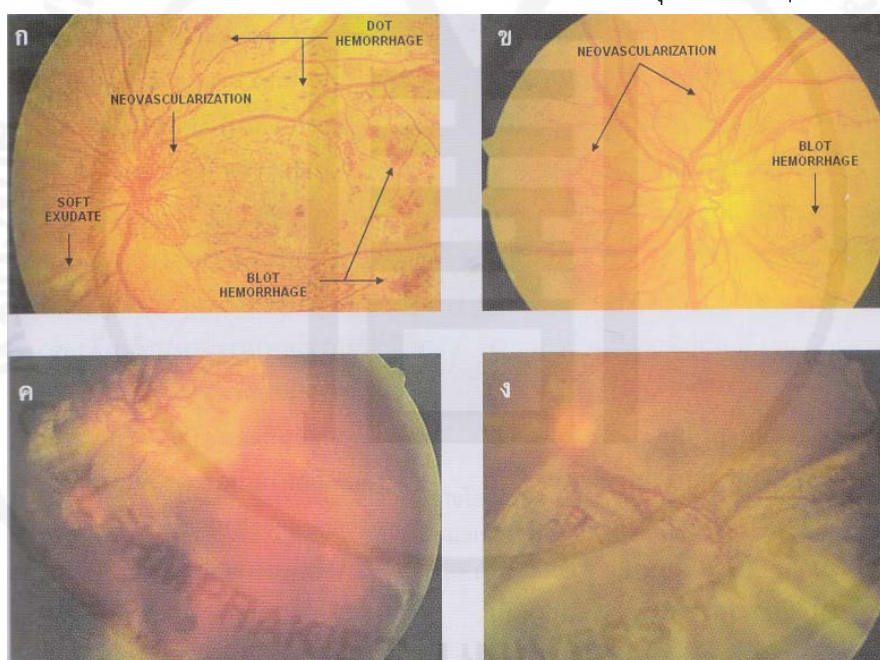 ก
DOT
HEMORRHAGE
NEOVASCULARIZATION
SOFT
EXUDATE
BLOT
HEMORRHAGE
ข
NEOVASCULARIZATION
BLOT
HEMORRHAGE
ค
ง